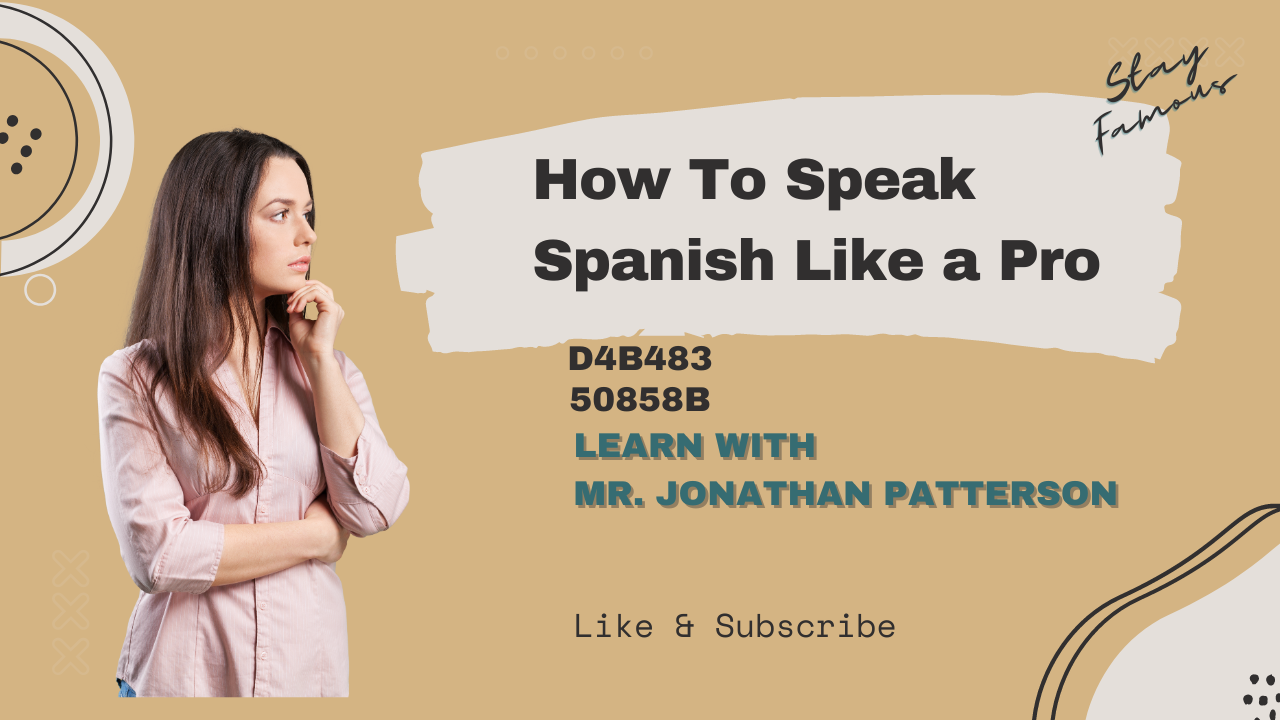 Stay
Famous
How To Speak
Spanish Like a Pro
D4B483
50858B
LEARN WITH
MR. JONATHAN PATTERSON
Like & Subscribe